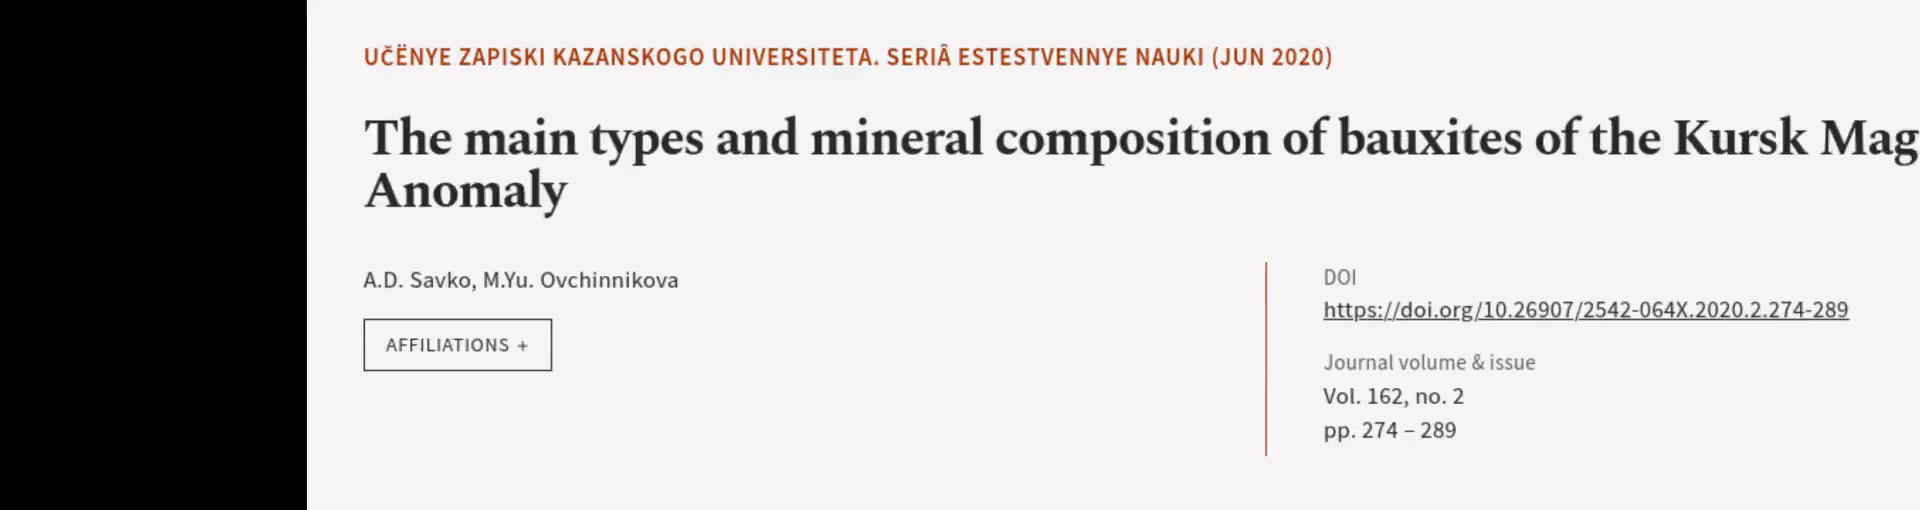 UČËNYE ZAPISKI KAZANSKOGO UNIVERSITETA. SERIÂ ESTESTVENNYE NAUKI (JUN 2020)
The main types and mineral composition of bauxites of the Kursk Mag
Anomaly
A.D. Savko, M.Yu. Ovchinnikova
AFFILIATIONS +
DOI
https://doi.org/10.26907/2542-064X.2020.2.274-289
Journal volume & issue
Vol. 162, no. 2
pp. 274 – 289